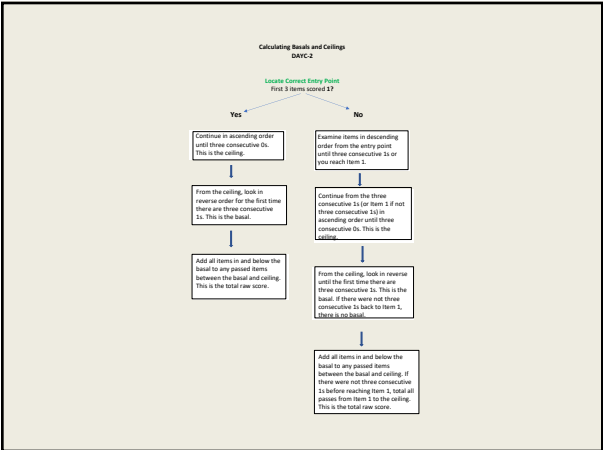 Calculating Basals and Ceilings
DAYC-2
Locate Correct Entry Point
First 3 items scored 1?
Yes
No
Continue in ascending order
until three consecutive 0s.
This is the ceiling.
From the ceiling, look in
reverse order for the first time
there are three consecutive
1s. This is the basal.
Add all items in and below the
basal to any passed items
between the basal and ceiling.
This is the total raw score.
Examine items in descending
order from the entry point
until three consecutive 1s or
you reach Item 1.
Continue from the three
consecutive 1s (or Item 1 if not
three consecutive 1s) in
ascending order until three
consecutive 0s. This is the
ceiling.
From the ceiling, look in reverse
until the first time there are
three consecutive 1s. This is the
basal. If there were not three
consecutive 1s back to Item 1,
there is no basal.
Add all items in and below the
basal to any passed items
between the basal and ceiling. If
there were not three consecutive
1s before reaching Item 1, total all
passes from Item 1 to the ceiling.
This is the total raw score.